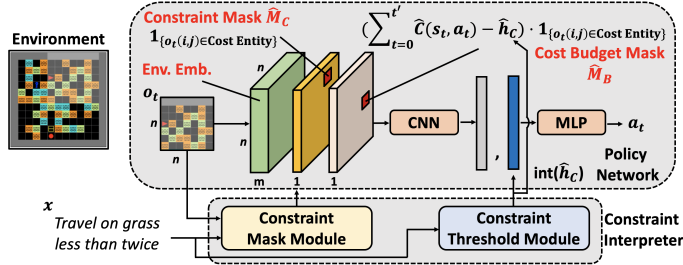 Environment
Constraint Mask M̂_C
1_{o_t(i,j)∈Cost Entity}
(∑_{t=0}^{t'} Ĉ(s_t, a_t) − ĥ_C) · 1_{o_t(i,j)∈Cost Entity}
Cost Budget Mask
M̂_B
Env. Emb.
o_t
n
n
n
n
m
1
1
CNN
,
MLP
a_t
int(ĥ_C)
Policy
Network
x
Travel on grass
less than twice
Constraint
Mask Module
Constraint
Threshold Module
Constraint
Interpreter